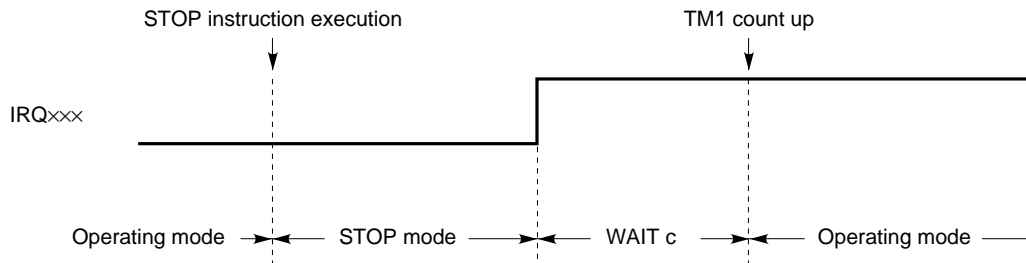 STOP instruction execution
TM1 count up
IRQ×××
Operating mode
STOP mode
WAIT c
Operating mode